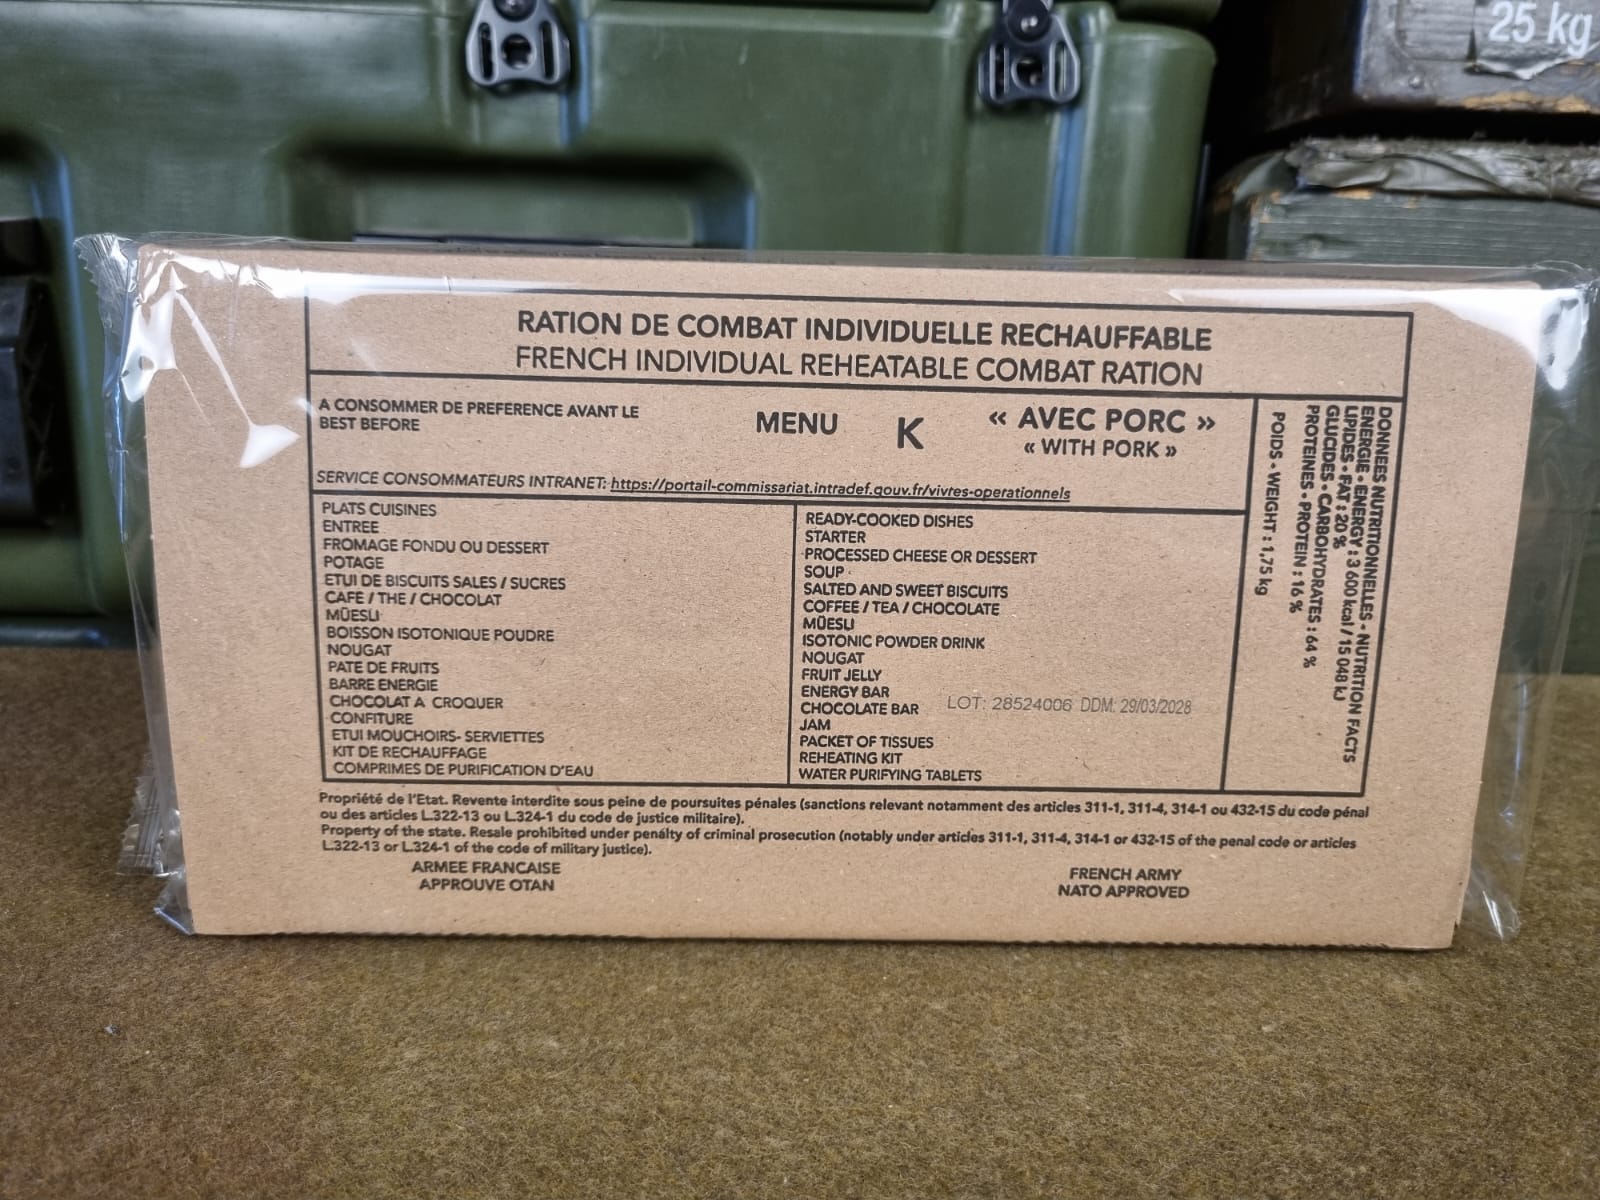 25 kg
RATION DE COMBAT INDIVIDUELLE RECHAUFFABLE
FRENCH INDIVIDUAL REHEATABLE COMBAT RATION
A CONSOMMER DE PREFERENCE AVANT LE
BEST BEFORE
MENU K « AVEC PORC »
« WITH PORK »
SERVICE CONSOMMATEURS INTRANET: https://portail-commissariat.intradef.gouv.fr/vivres-operationnels
PLATS CUISINES
ENTREE
FROMAGE FONDU OU DESSERT
POTAGE
ETUI DE BISCUITS SALES / SUCRES
CAFE / THE / CHOCOLAT
MÜESLI
BOISSON ISOTONIQUE POUDRE
NOUGAT
PATE DE FRUITS
BARRE ENERGIE
CHOCOLAT A CROQUER
CONFITURE
ETUI MOUCHOIRS- SERVIETTES
KIT DE RECHAUFFAGE
COMPRIMES DE PURIFICATION D'EAU
READY-COOKED DISHES
STARTER
PROCESSED CHEESE OR DESSERT
SOUP
SALTED AND SWEET BISCUITS
COFFEE / TEA / CHOCOLATE
MÜESLI
ISOTONIC POWDER DRINK
NOUGAT
FRUIT JELLY
ENERGY BAR
CHOCOLATE BAR
JAM
PACKET OF TISSUES
REHEATING KIT
WATER PURIFYING TABLETS
LOT: 28524006 DDM: 29/03/2028
DONNEES NUTRITIONNELLES - NUTRITION FACTS
ENERGIE - ENERGY : 3 600 kcal / 15 048 kJ
LIPIDES - FAT : 20 %
GLUCIDES - CARBOHYDRATES : 64 %
PROTEINES - PROTEIN : 16 %
POIDS - WEIGHT : 1,75 kg
Propriété de l'Etat. Revente interdite sous peine de poursuites pénales (sanctions relevant notamment des articles 311-1, 311-4, 314-1 ou 432-15 du code pénal
ou des articles L.322-13 ou L.324-1 du code de justice militaire).
Property of the state. Resale prohibited under penalty of criminal prosecution (notably under articles 311-1, 311-4, 314-1 or 432-15 of the penal code or articles
L.322-13 or L.324-1 of the code of military justice).
ARMEE FRANCAISE
APPROUVE OTAN
FRENCH ARMY
NATO APPROVED